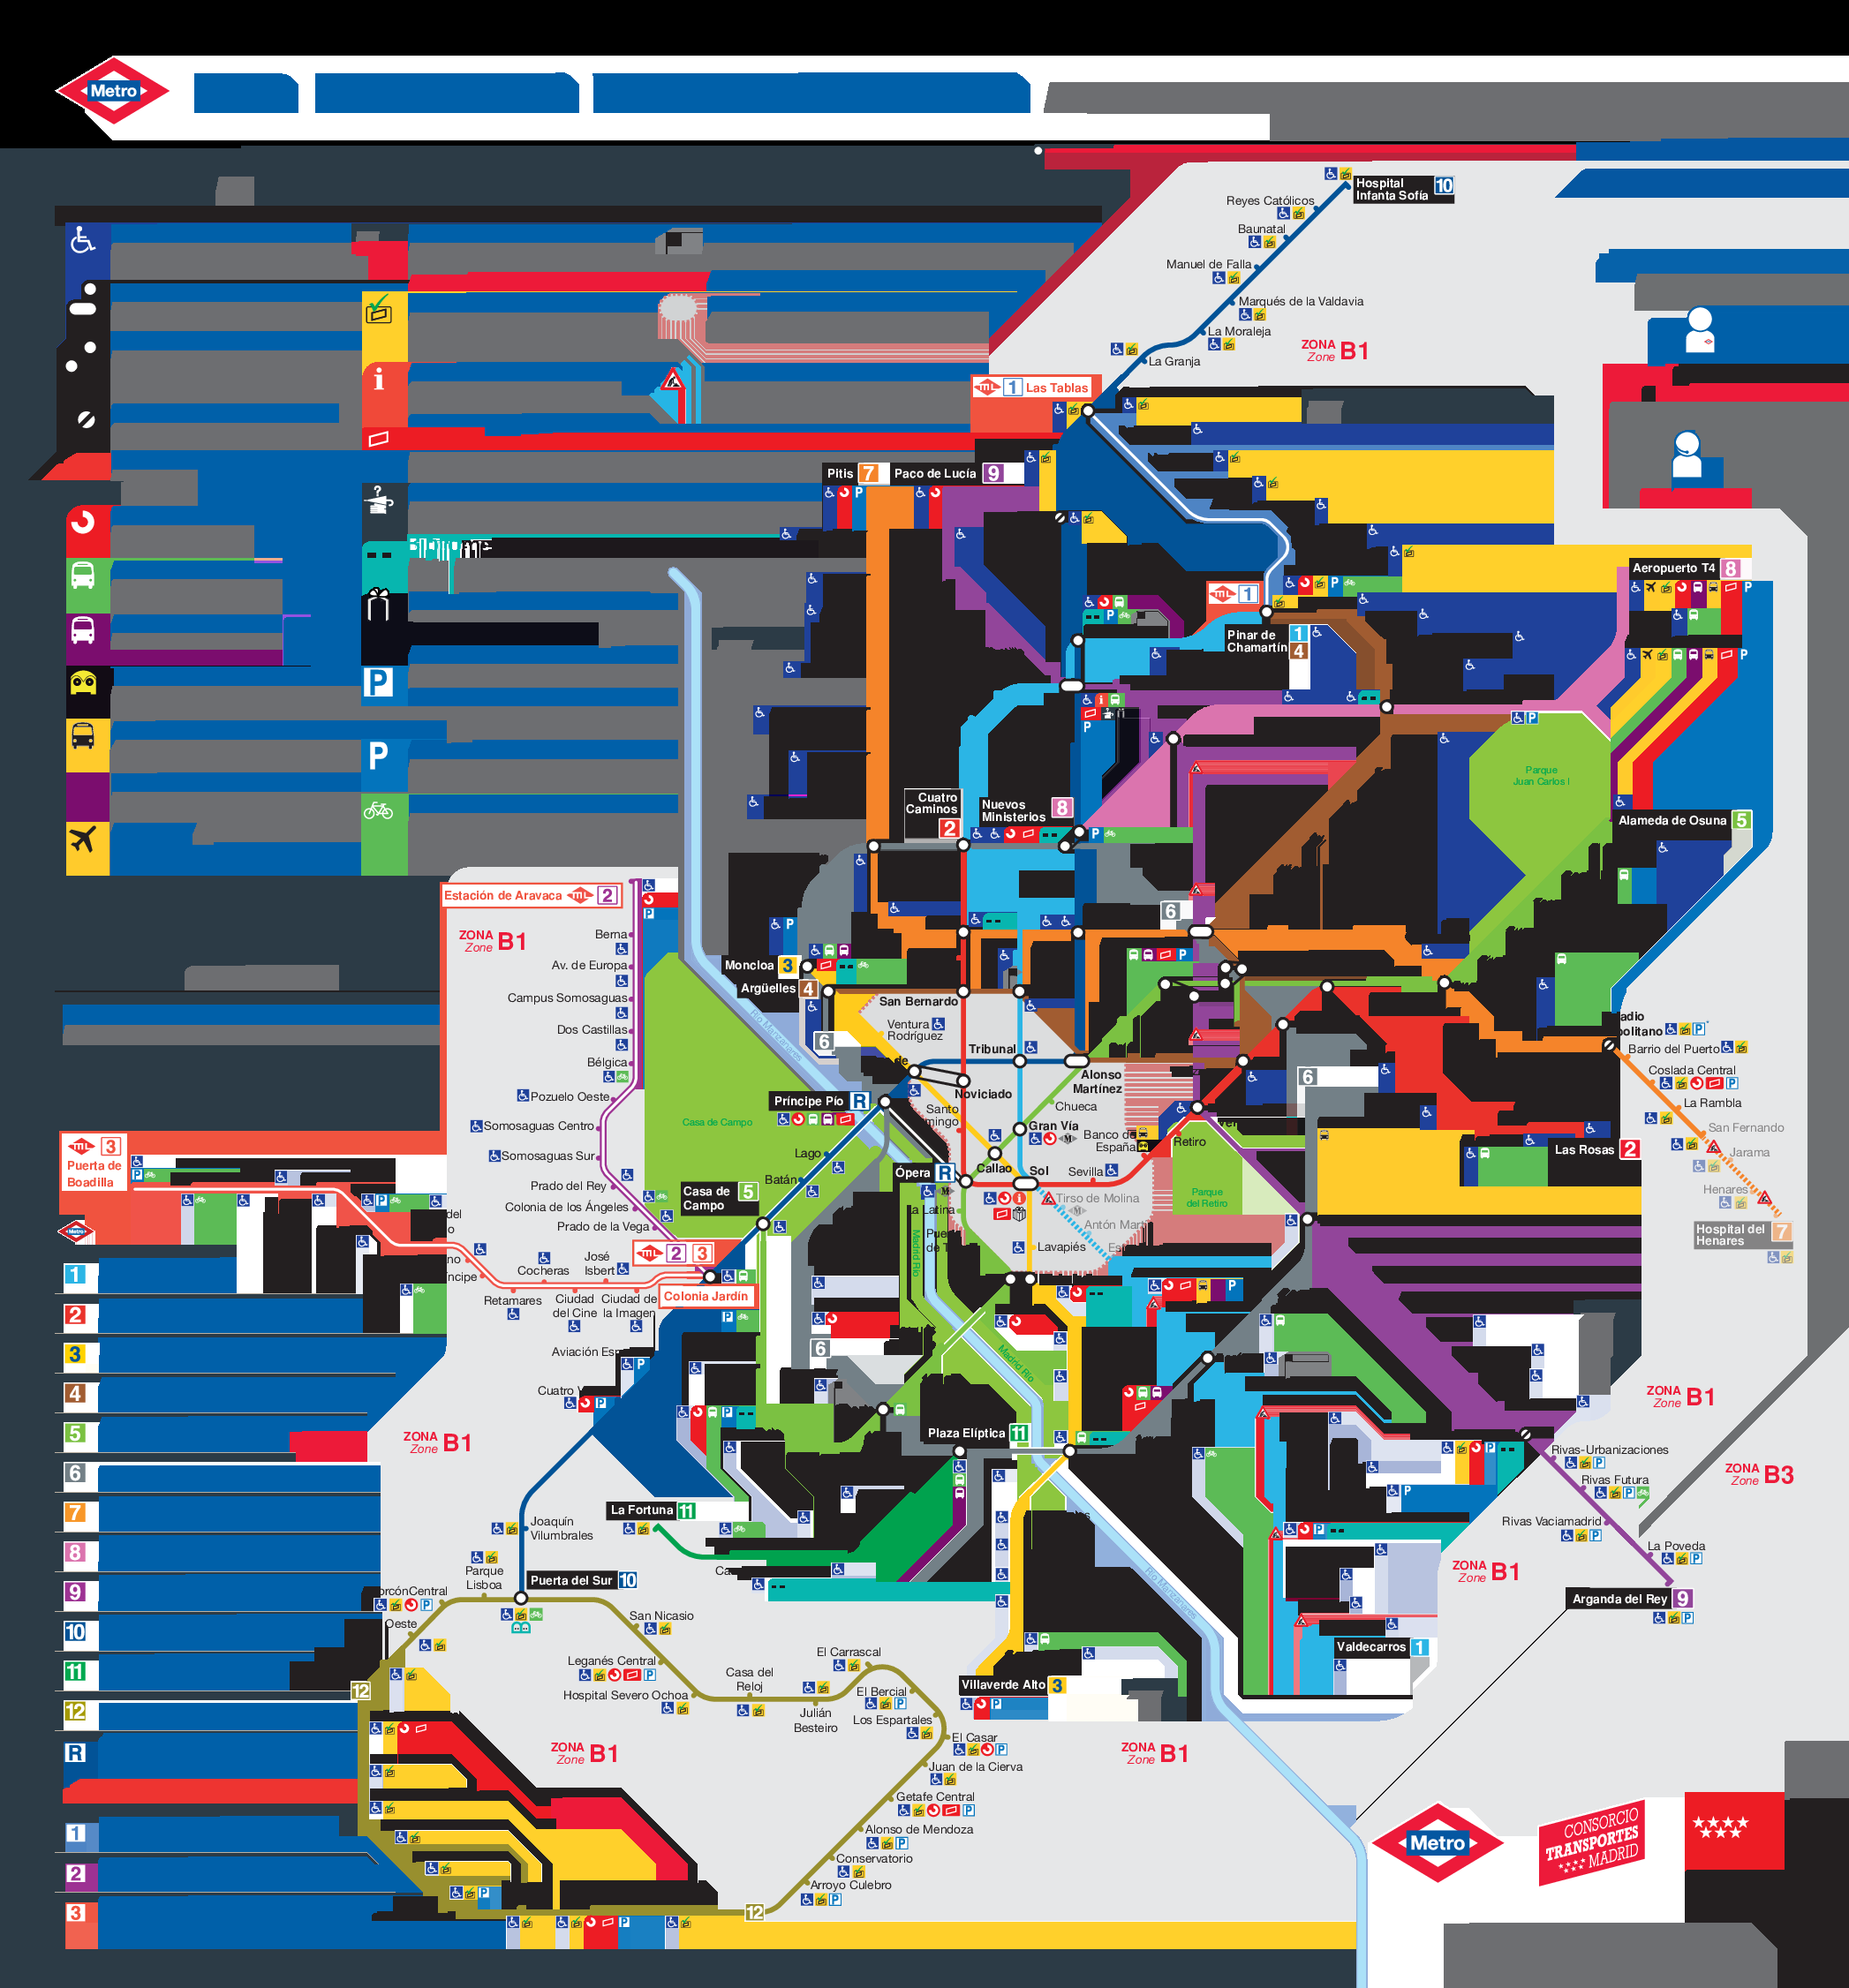 Metro
Hospital
Infanta Sofía 10
Reyes Católicos
Baunatal
Manuel de Falla
Marqués de la Valdavia
La Moraleja
La Granja
ZONA B1
Zone
mL 1 Las Tablas
Pitis 7 Paco de Lucía 9
mL 1
Pinar de 1
Chamartín 4
Aeropuerto T4 8
Parque
Juan Carlos I
Alameda de Osuna 5
Cuatro
Caminos
2
Nuevos
Ministerios 8
6
Estación de Aravaca mL 2
ZONA B1
Zone
Berna
Av. de Europa
Campus Somosaguas
Dos Castillas
Bélgica
Pozuelo Oeste
Somosaguas Centro
Somosaguas Sur
Prado del Rey
Colonia de los Ángeles
Prado de la Vega
mL 2 3
Colonia Jardín
Moncloa 3
Argüelles 4
San Bernardo
Ventura
Rodríguez
6
Tribunal
Alonso
Martínez
Noviciado
Santo
Chueca
Gran Vía
Banco de
España
Retiro
Callao
Sol
Sevilla
Tirso de Molina
Lavapiés
La Latina
Príncipe Pío R
Casa de Campo
Río Manzanares
Lago
Batán
Ópera R
Casa de 5
Campo
Madrid Río
Parque
del Retiro
6
Barrio del Puerto
Coslada Central
La Rambla
San Fernando
Jarama
Henares
Hospital del 7
Henares
Las Rosas 2
mL 3
Puerta de
Boadilla
Metro
Cocheras
José
Isbert
Retamares
Ciudad
del Cine
Ciudad de
la Imagen
6
Madrid Río
Plaza Elíptica 11
La Fortuna 11
Joaquín
Vilumbrales
Parque
Lisboa
Puerta del Sur 10
San Nicasio
Leganés Central
Hospital Severo Ochoa
Casa del
Reloj
Julián
Besteiro
El Carrascal
El Bercial
Los Espartales
El Casar
Juan de la Cierva
Getafe Central
Alonso de Mendoza
Conservatorio
Arroyo Culebro
12
12
Villaverde Alto 3
Río Manzanares
Valdecarros 1
Rivas-Urbanizaciones
Rivas Futura
Rivas Vaciamadrid
La Poveda
Arganda del Rey 9
ZONA B1
Zone
ZONA B3
Zone
ZONA B1
Zone
ZONA B1
Zone
ZONA B1
Zone
ZONA B1
Zone
1
2
3
4
5
6
7
8
9
10
11
12
R
1
2
3
Metro
CONSORCIO
TRANSPORTES
MADRID